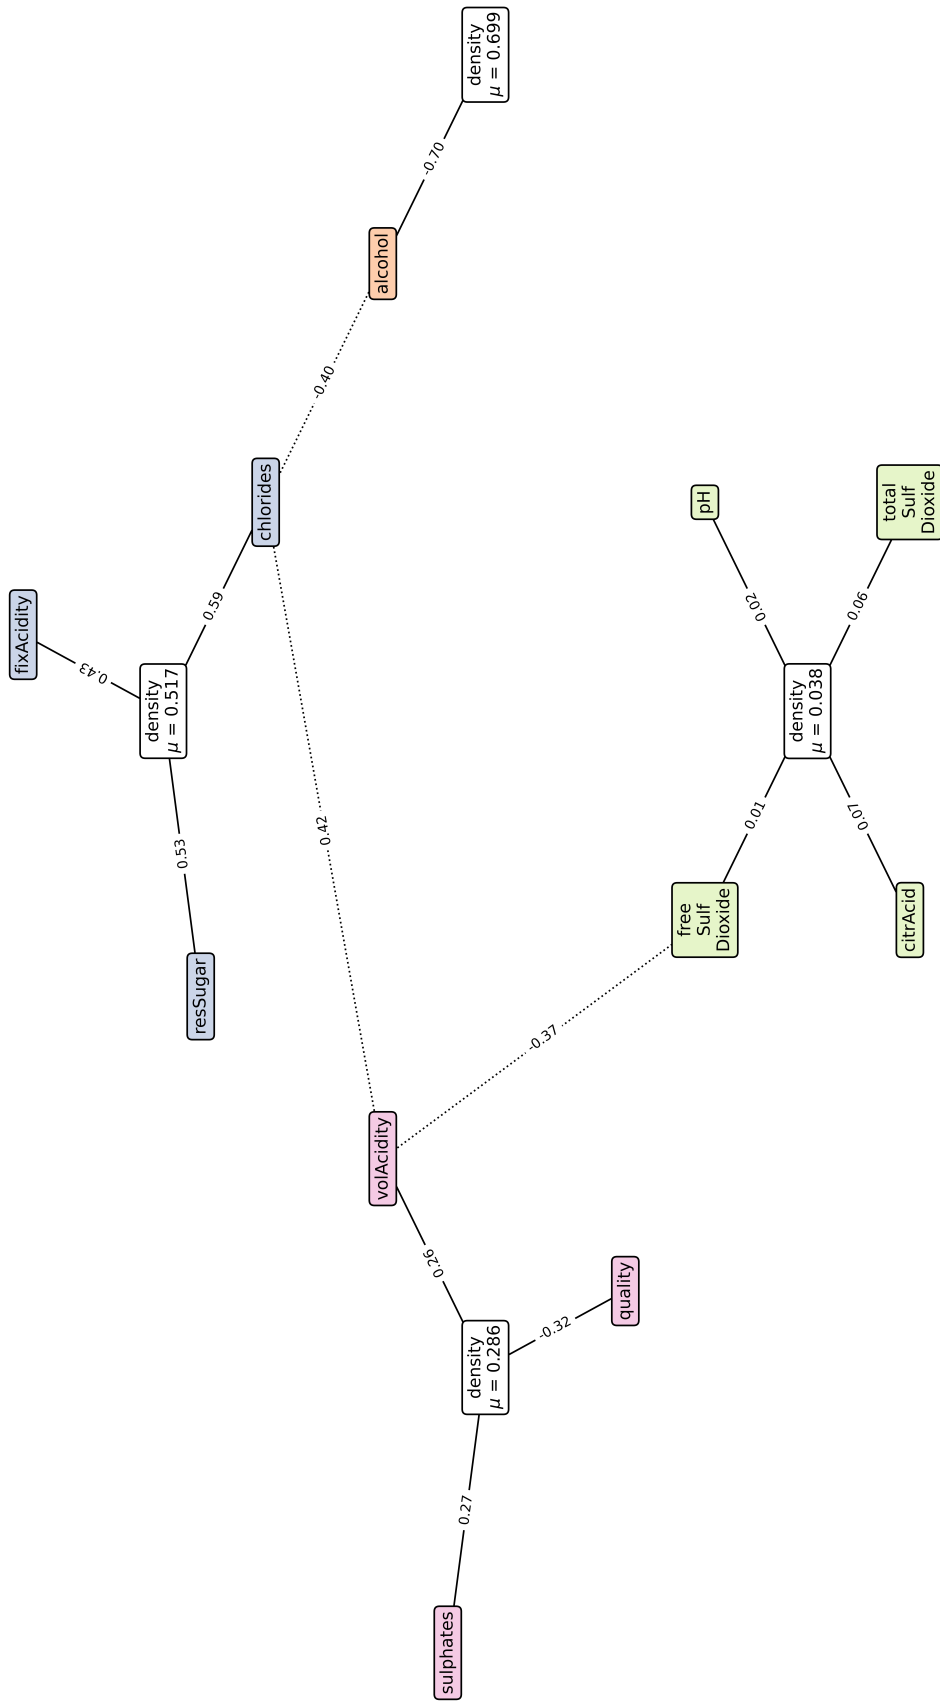 density
μ = 0.699
-0.70
alcohol
-0.40
chlorides
0.59
fixAcidity
0.43
density
μ = 0.517
0.53
resSugar
0.42
pH
0.02
total
Sulf
Dioxide
0.06
density
μ = 0.038
0.01
0.07
free
Sulf
Dioxide
citrAcid
-0.37
volAcidity
0.26
quality
-0.32
density
μ = 0.286
0.27
sulphates